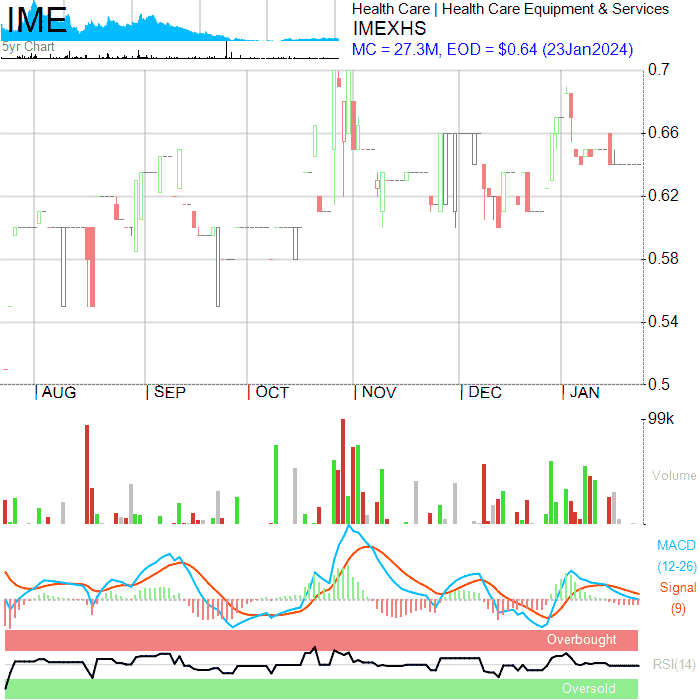 IME
5yr Chart
Health Care | Health Care Equipment & Services
IMEXHS
MC = 27.3M, EOD = $0.64 (23Jan2024)
0.7
0.66
0.62
0.58
0.54
0.5
AUG SEP OCT NOV DEC JAN
99k
Volume
MACD
(12-26)
Signal
(9)
Overbought
RSI(14)
Oversold